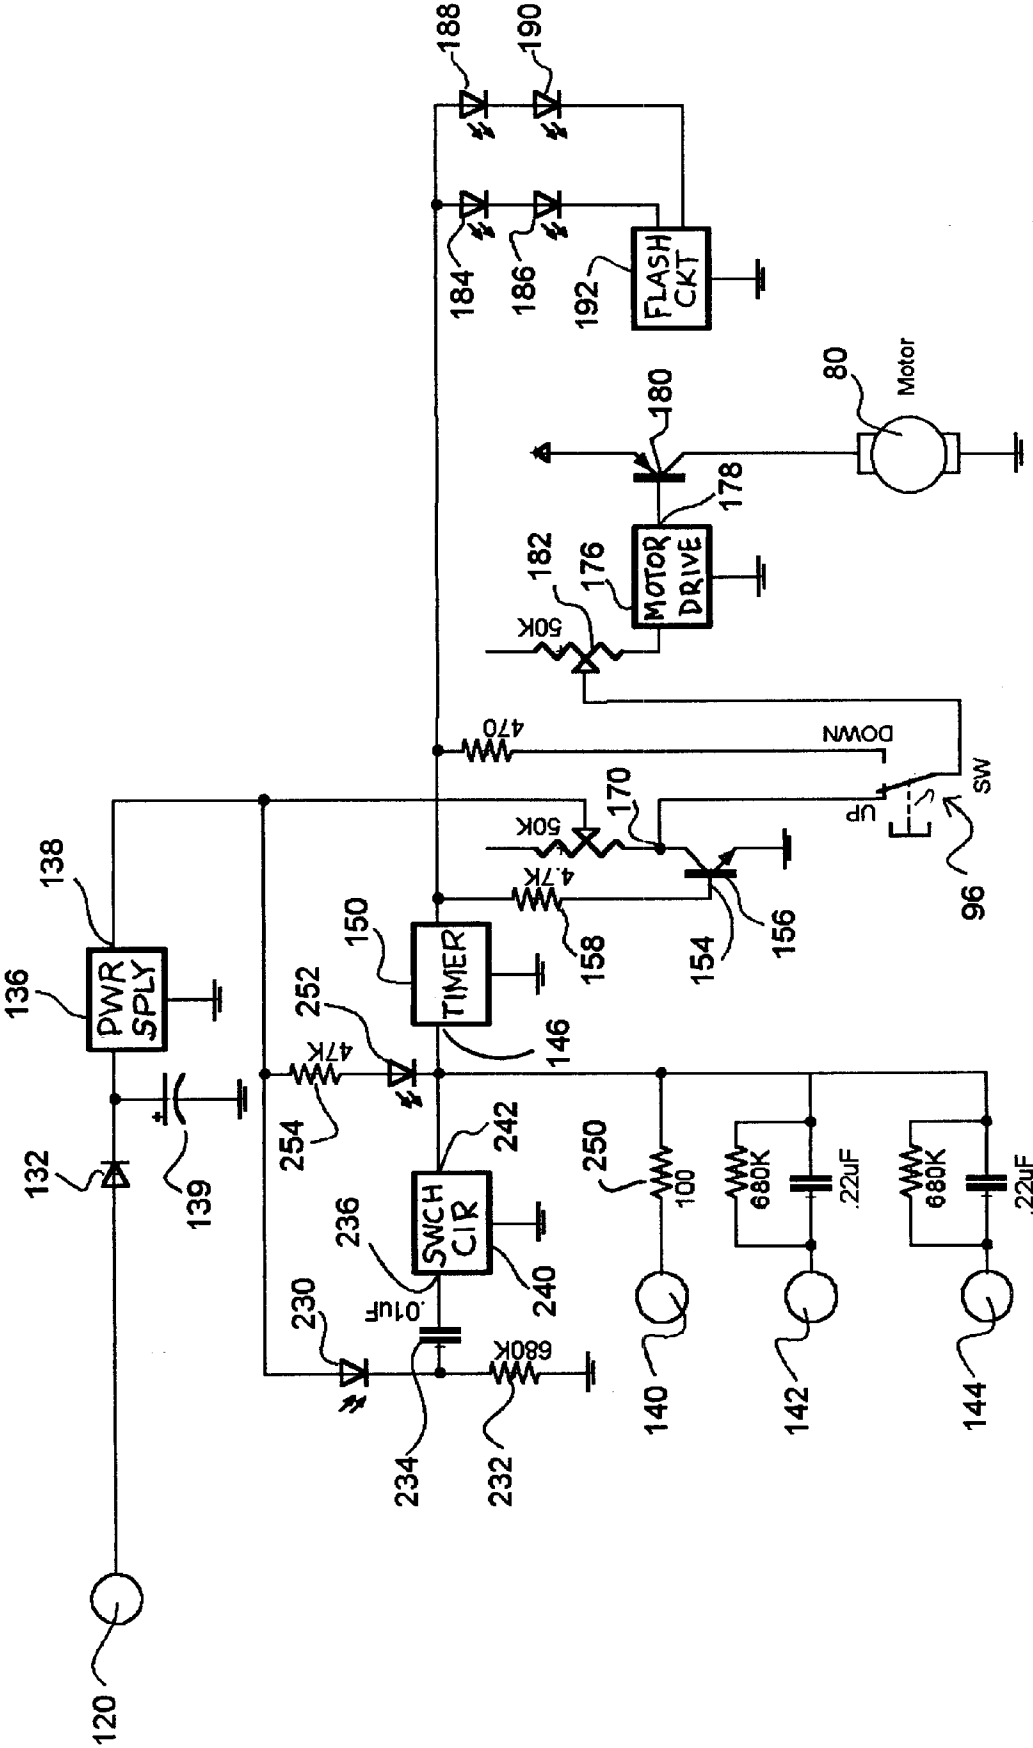 188
190
184
186
192
FLASH
CKT
80
Motor
180
178
182
50K
176
MOTOR
DRIVE
470
DOWN
UP
SW
96
138
136
PWR
SPLY
132
139
150
TIMER
50K
170
4.7K
158
154
156
252
47K
254
146
242
236
SWCH
CIR
240
230
.01uF
234
680K
232
250
100
140
680K
.22uF
142
680K
.22uF
144
120